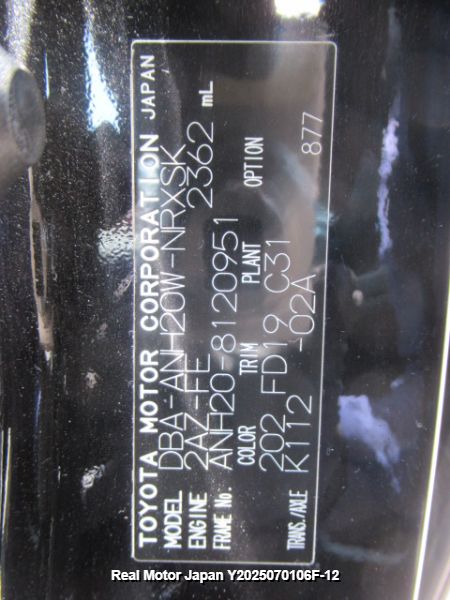 TOYOTA MOTOR CORPORATION JAPAN
MODEL DBA-ANH20W-NRXSK
ENGINE 2AZ-FE 2362 mL
FRAME No. ANH20-8120951
COLOR TRIM PLANT OPTION
202 FD19 C31
TRANS./AXLE K112 -02A 877
Real Motor Japan Y2025070106F-12